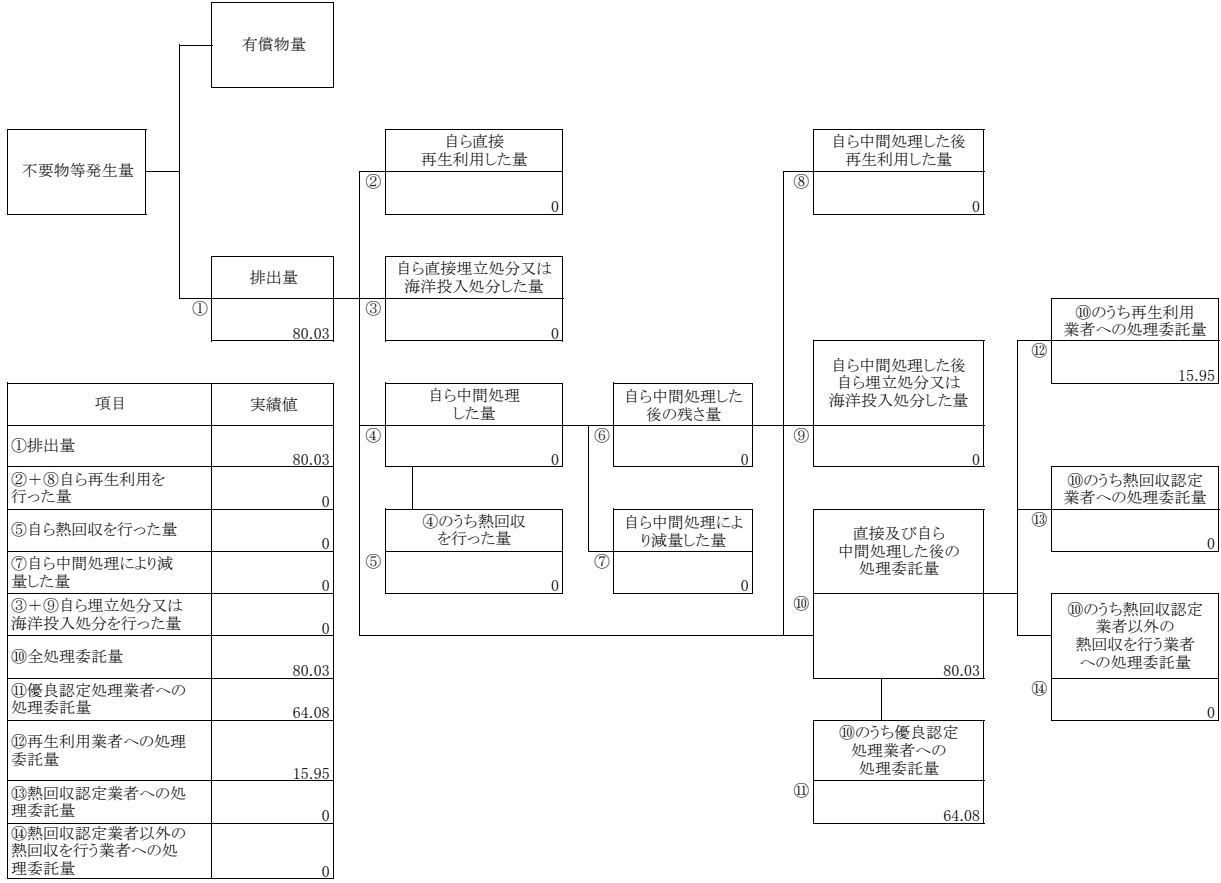 有償物量
不要物等発生量
自ら直接
再生利用した量
②
0
自ら中間処理した後
再生利用した量
⑧
0
排出量
①
80.03
自ら直接埋立処分又は
海洋投入処分した量
③
0
⑩のうち再生利用
業者への処理委託量
⑫
15.95
自ら中間処理した後
自ら埋立処分又は
海洋投入処分した量
⑨
0
自ら中間処理
した量
④
0
自ら中間処理した
後の残さ量
⑥
0
⑩のうち熱回収認定
業者への処理委託量
⑬
0
④のうち熱回収
を行った量
⑤
0
自ら中間処理によ
り減量した量
⑦
0
直接及び自ら
中間処理した後の
処理委託量
⑩
80.03
⑩のうち熱回収認定
業者以外の
熱回収を行う業者
への処理委託量
⑭
0
⑩のうち優良認定
処理業者への
処理委託量
⑪
64.08
項目 実績値
①排出量
80.03
②＋⑧自ら再生利用を
行った量
0
⑤自ら熱回収を行った量
0
⑦自ら中間処理により減
量した量
0
③＋⑨自ら埋立処分又は
海洋投入処分を行った量
0
⑩全処理委託量
80.03
⑪優良認定処理業者への
処理委託量
64.08
⑫再生利用業者への処理
委託量
15.95
⑬熱回収認定業者への処
理委託量
0
⑭熱回収認定業者以外の
熱回収を行う業者への処
理委託量
0